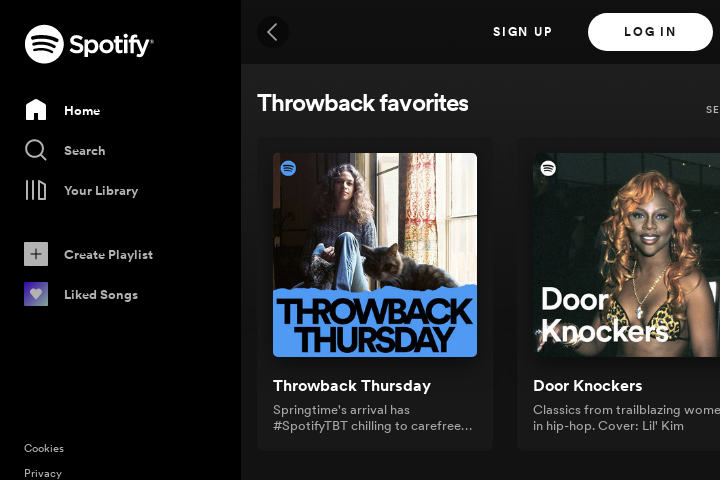 Spotify®
Home
Search
Your Library
Create Playlist
Liked Songs
Cookies
Privacy
SIGN UP
LOG IN
Throwback favorites
SE
THROWBACK
THURSDAY
Throwback Thursday
Springtime's arrival has
#SpotifyTBT chilling to carefree…
Door
Knockers
Door Knockers
Classics from trailblazing wome
in hip-hop. Cover: Lil' Kim